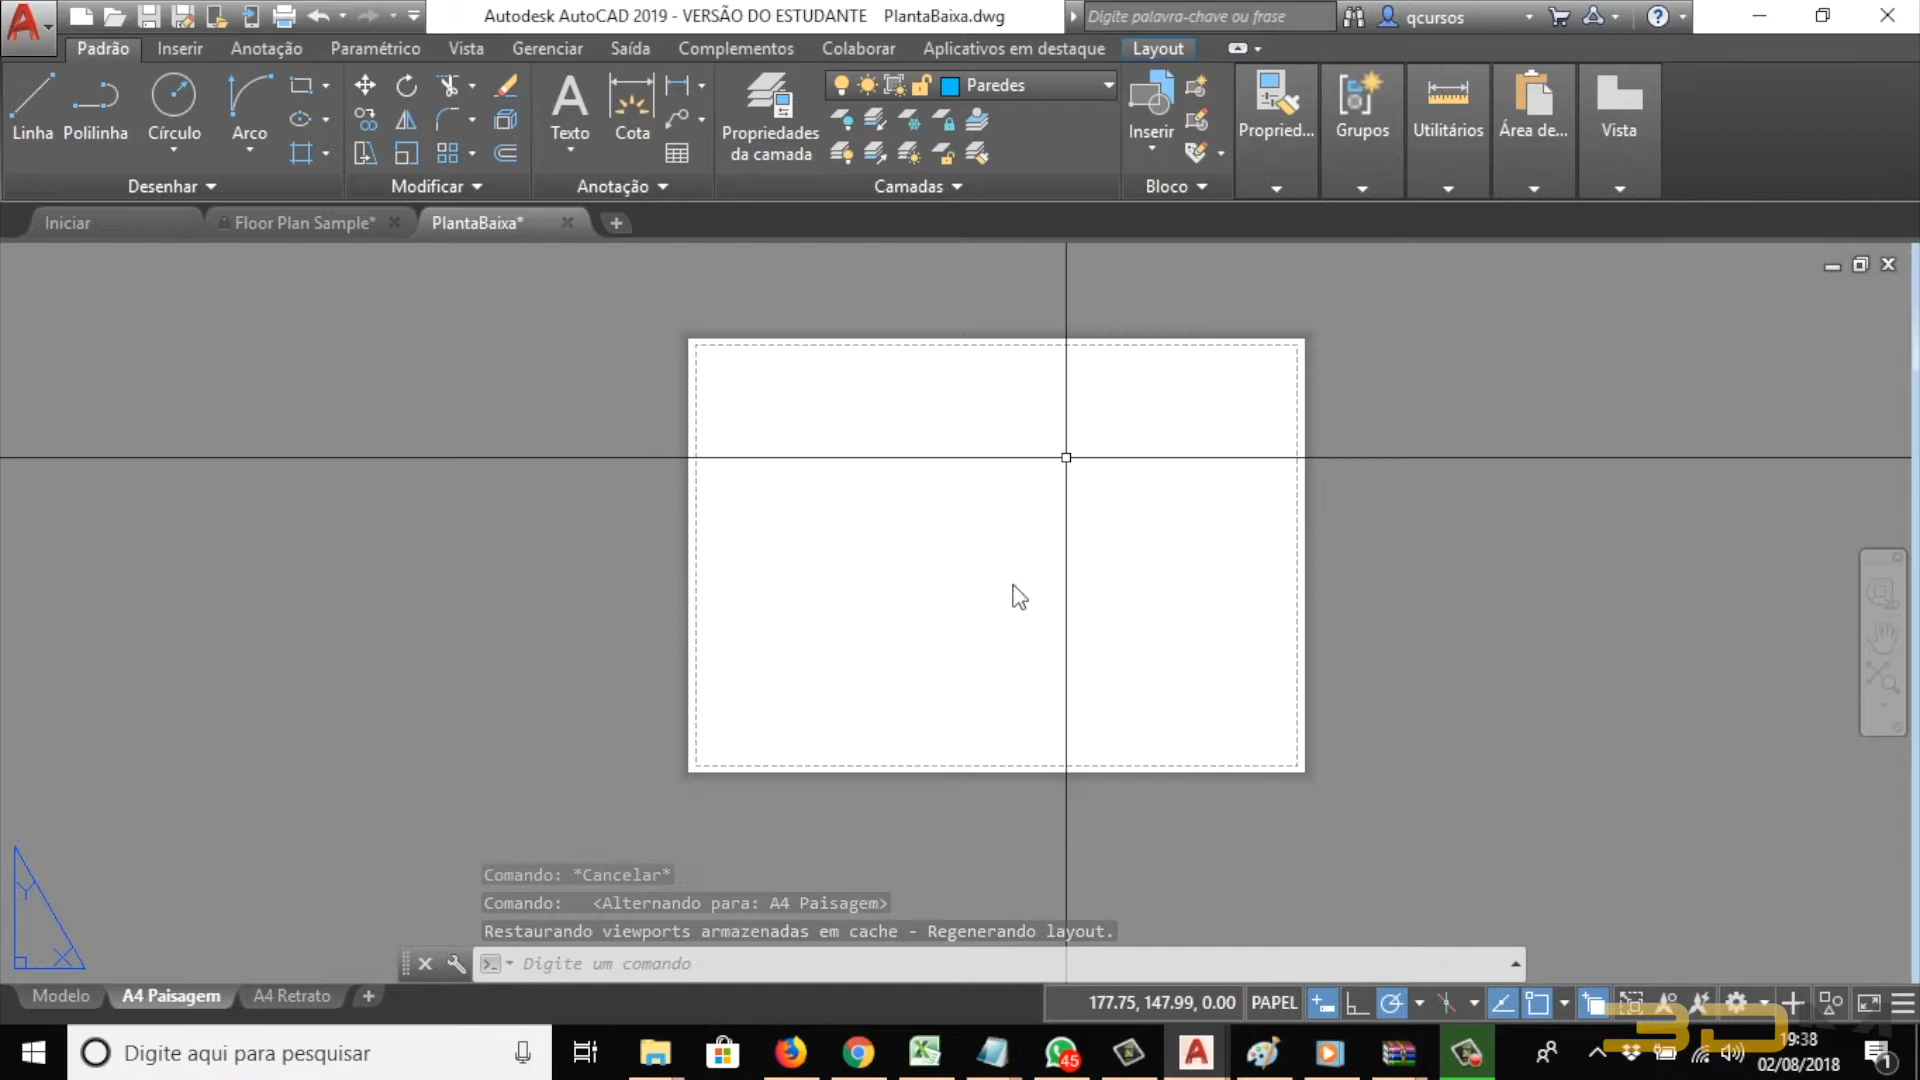 Autodesk AutoCAD 2019 - VERSÃO DO ESTUDANTE PlantaBaixa.dwg
Digite palavra-chave ou frase
qcursos
Padrão Inserir Anotação Paramétrico Vista Gerenciar Saída Complementos Colaborar Aplicativos em destaque Layout
Linha Polilinha Círculo Arco
Texto Cota
Propriedades da camada
Paredes
Inserir
Propried... Grupos Utilitários Área de... Vista
Desenhar Modificar Anotação Camadas Bloco
Iniciar Floor Plan Sample* PlantaBaixa*
Y
X
Comando: *Cancelar*
Comando: <Alternando para: A4 Paisagem>
Restaurando viewports armazenadas em cache - Regenerando layout.
Digite um comando
Modelo A4 Paisagem A4 Retrato
177.75, 147.99, 0.00 PAPEL
3D
Digite aqui para pesquisar
45
19:38
02/08/2018
1